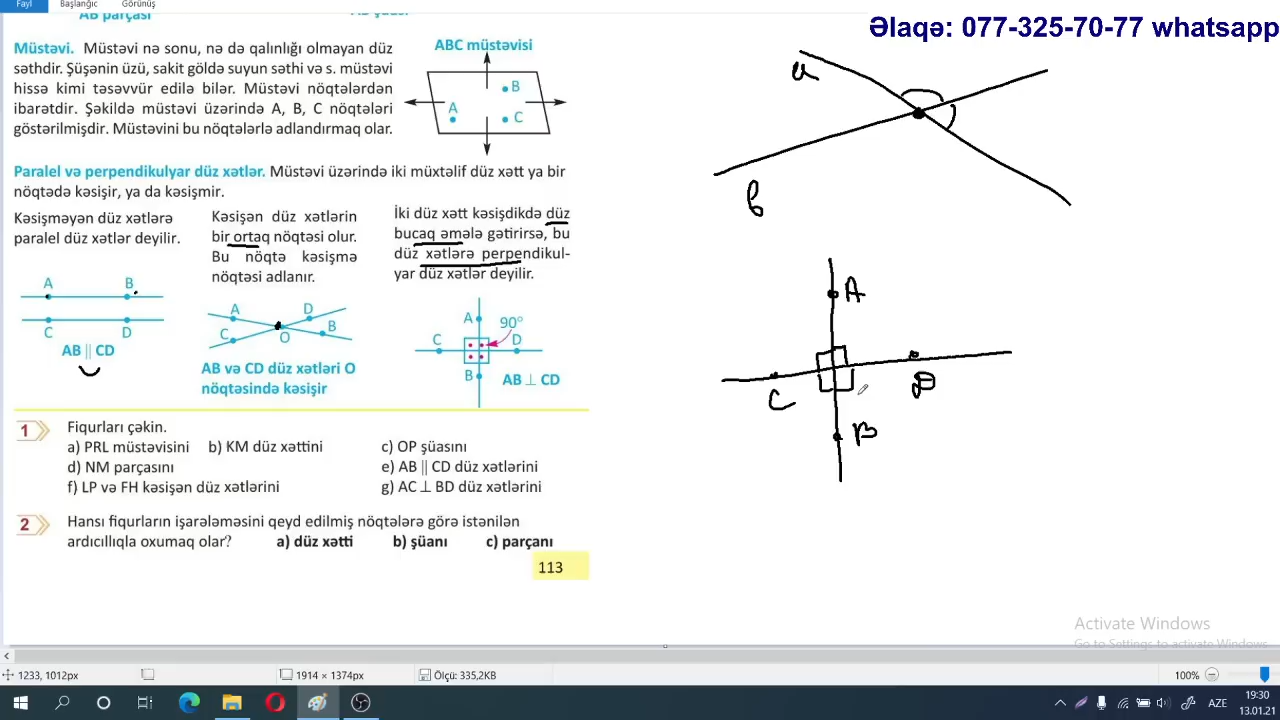 Fayl Başlanğıc Görünüş
Əlaqə: 077-325-70-77 whatsapp
AB parçası AB şüası
Müstəvi. Müstəvi nə sonu, nə də qalınlığı olmayan düz
səthdir. Şüşənin üzü, sakit göldə suyun səthi və s. müstəvi
hissə kimi təsəvvür edilə bilər. Müstəvi nöqtələrdən
ibarətdir. Şəkildə müstəvi üzərində A, B, C nöqtələri
göstərilmişdir. Müstəvini bu nöqtələrlə adlandırmaq olar.
ABC müstəvisi
B
A
C
Paralel və perpendikulyar düz xətlər. Müstəvi üzərində iki müxtəlif düz xətt ya bir
nöqtədə kəsişir, ya da kəsişmir.
Kəsişməyən düz xətlərə
paralel düz xətlər deyilir.
A B
C D
AB || CD
Kəsişən düz xətlərin
bir ortaq nöqtəsi olur.
Bu nöqtə kəsişmə
nöqtəsi adlanır.
A D
C O B
AB və CD düz xətləri O
nöqtəsində kəsişir
İki düz xətt kəsişdikdə düz
bucaq əmələ gətirirsə, bu
düz xətlərə perpendikul-
yar düz xətlər deyilir.
A 90°
C D
B AB ⊥ CD
1 Fiqurları çəkin.
a) PRL müstəvisini b) KM düz xəttini c) OP şüasını
d) NM parçasını e) AB || CD düz xətlərini
f) LP və FH kəsişən düz xətlərini g) AC ⊥ BD düz xətlərini
2 Hansı fiqurların işarələməsini qeyd edilmiş nöqtələrə görə istənilən
ardıcıllıqla oxumaq olar? a) düz xətti b) şüanı c) parçanı
113
a
b
A
C D
B
Activate Windows
Go to Settings to activate Windows.
1233, 1012px 1914 × 1374px Ölçü: 335,2KB 100%
AZE 19:30
13.01.21